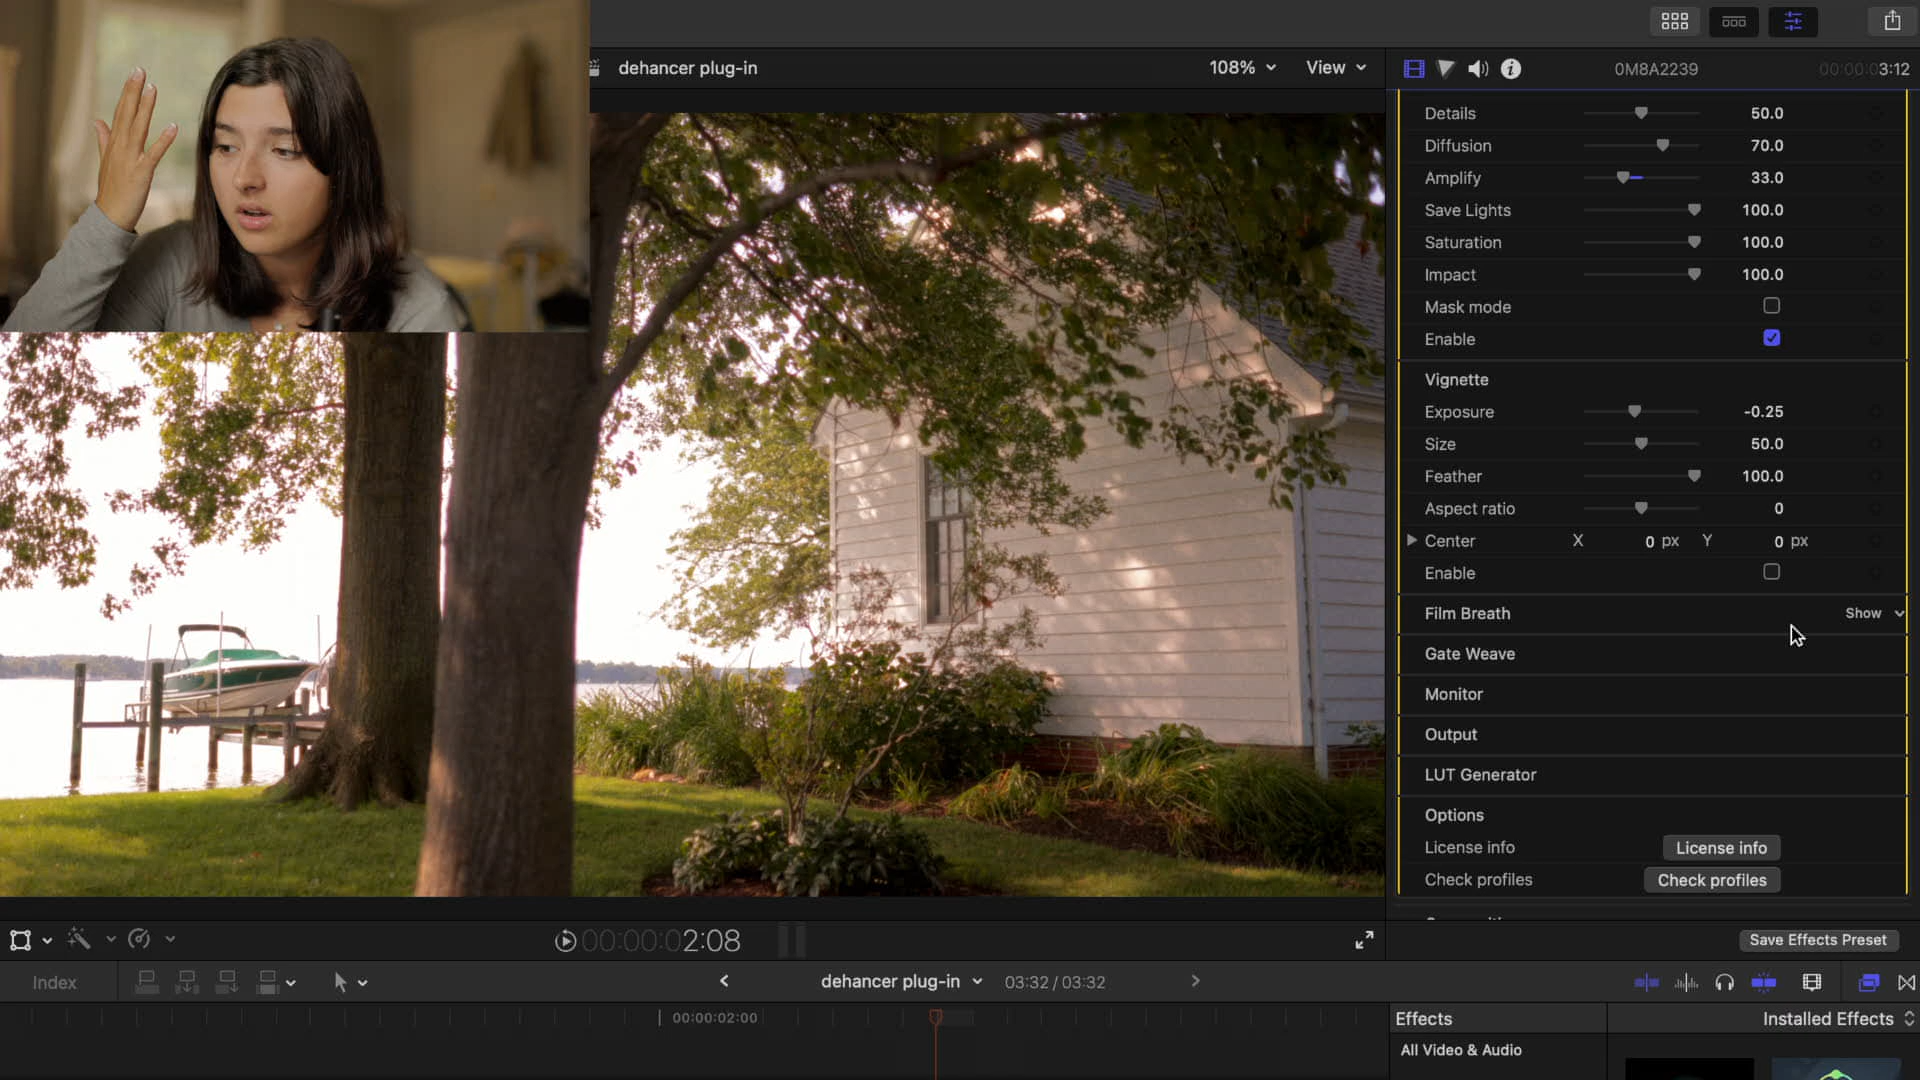 dehancer plug-in
108%
View
0M8A2239
00:00:03:12
Details 50.0
Diffusion 70.0
Amplify 33.0
Save Lights 100.0
Saturation 100.0
Impact 100.0
Mask mode
Enable
Vignette
Exposure -0.25
Size 50.0
Feather 100.0
Aspect ratio 0
Center X 0 px Y 0 px
Enable
Film Breath Show
Gate Weave
Monitor
Output
LUT Generator
Options
License info License info
Check profiles Check profiles
00:00:02:08
Save Effects Preset
Index
dehancer plug-in
03:32 / 03:32
00:00:02:00
Effects
Installed Effects
All Video & Audio